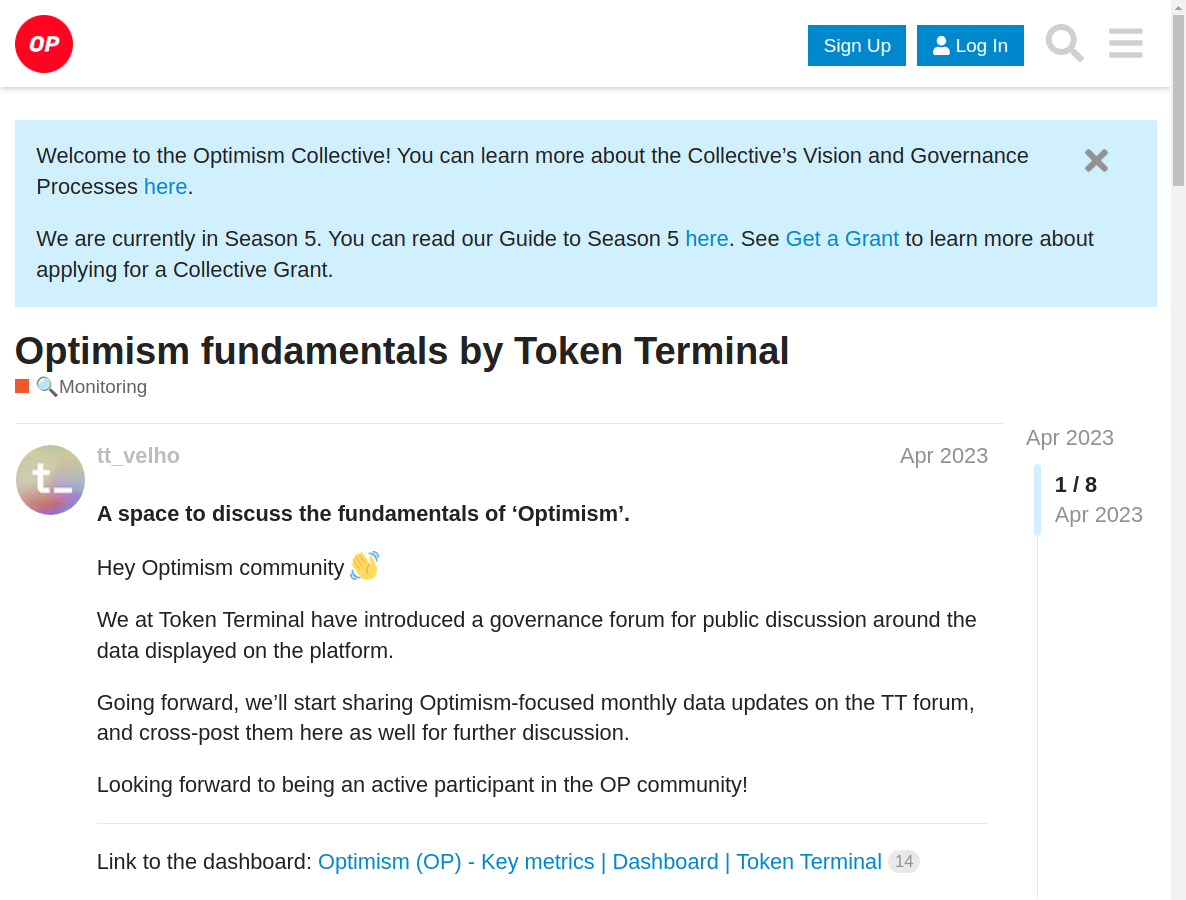 OP
Sign Up
Log In
Welcome to the Optimism Collective! You can learn more about the Collective’s Vision and Governance
Processes here.
We are currently in Season 5. You can read our Guide to Season 5 here. See Get a Grant to learn more about
applying for a Collective Grant.
Optimism fundamentals by Token Terminal
Monitoring
t_
tt_velho
Apr 2023
A space to discuss the fundamentals of ‘Optimism’.
Hey Optimism community
We at Token Terminal have introduced a governance forum for public discussion around the
data displayed on the platform.
Going forward, we’ll start sharing Optimism-focused monthly data updates on the TT forum,
and cross-post them here as well for further discussion.
Looking forward to being an active participant in the OP community!
Link to the dashboard: Optimism (OP) - Key metrics | Dashboard | Token Terminal 14
Apr 2023
1 / 8
Apr 2023